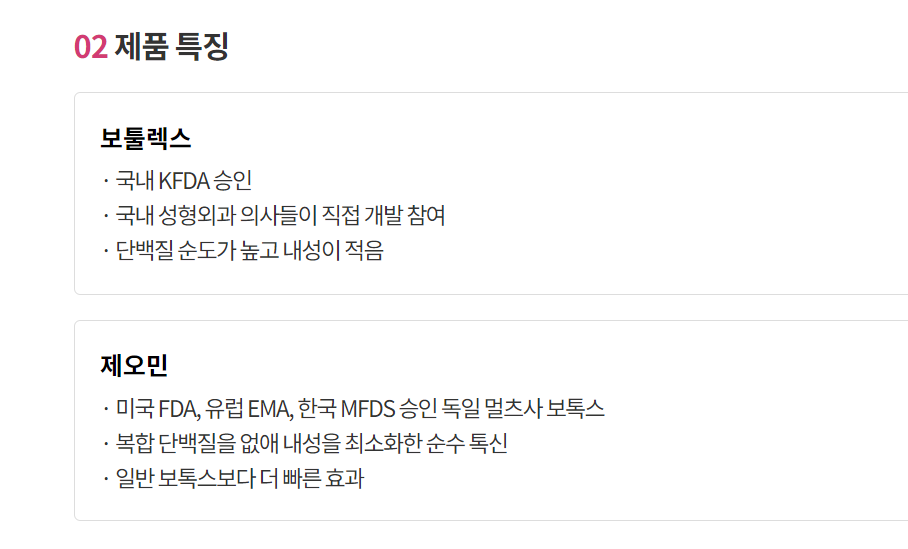 02 제품 특징
보툴렉스
· 국내 KFDA 승인
· 국내 성형외과 의사들이 직접 개발 참여
· 단백질 순도가 높고 내성이 적음
제오민
· 미국 FDA, 유럽 EMA, 한국 MFDS 승인 독일 멀츠사 보톡스
· 복합 단백질을 없애 내성을 최소화한 순수 톡신
· 일반 보톡스보다 더 빠른 효과